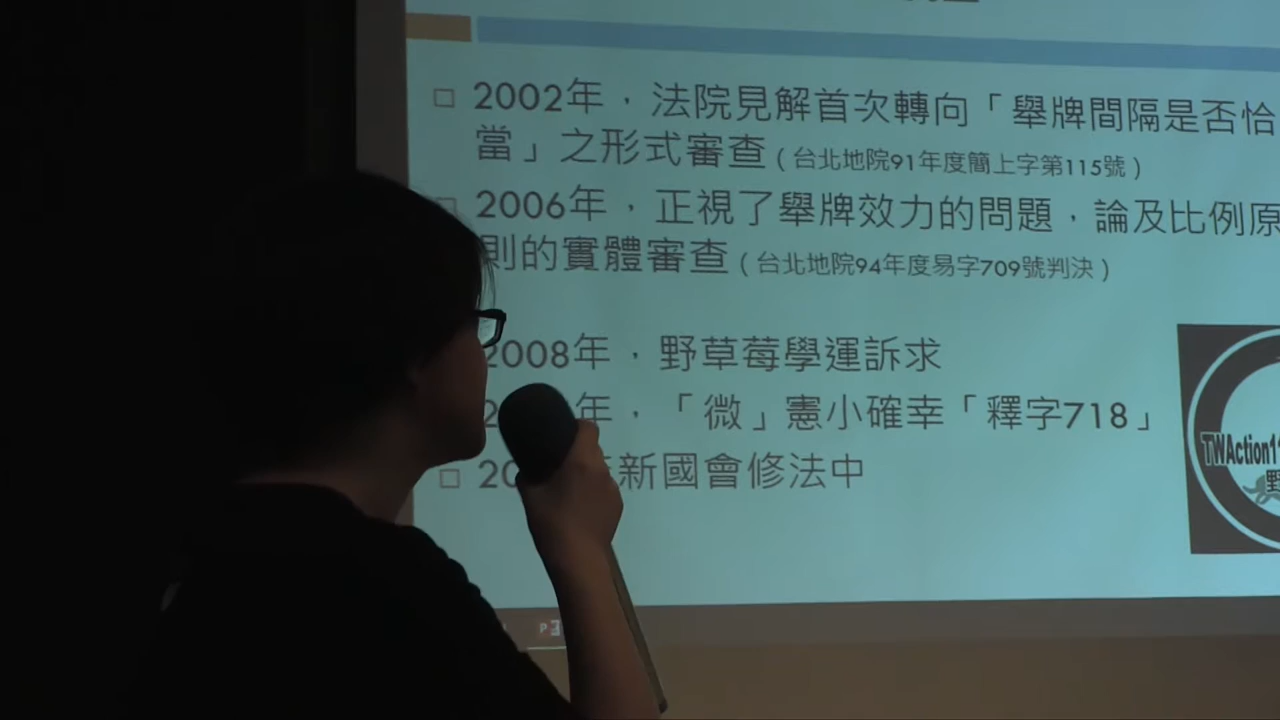 2002年，法院見解首次轉向「舉牌間隔是否恰
當」之形式審查（台北地院91年度簡上字第115號）
2006年，正視了舉牌效力的問題，論及比例原
則的實體審查（台北地院94年度易字709號判決）
2008年，野草莓學運訴求
2 年，「微」憲小確幸「釋字718」
20 新國會修法中
TWAction1
野